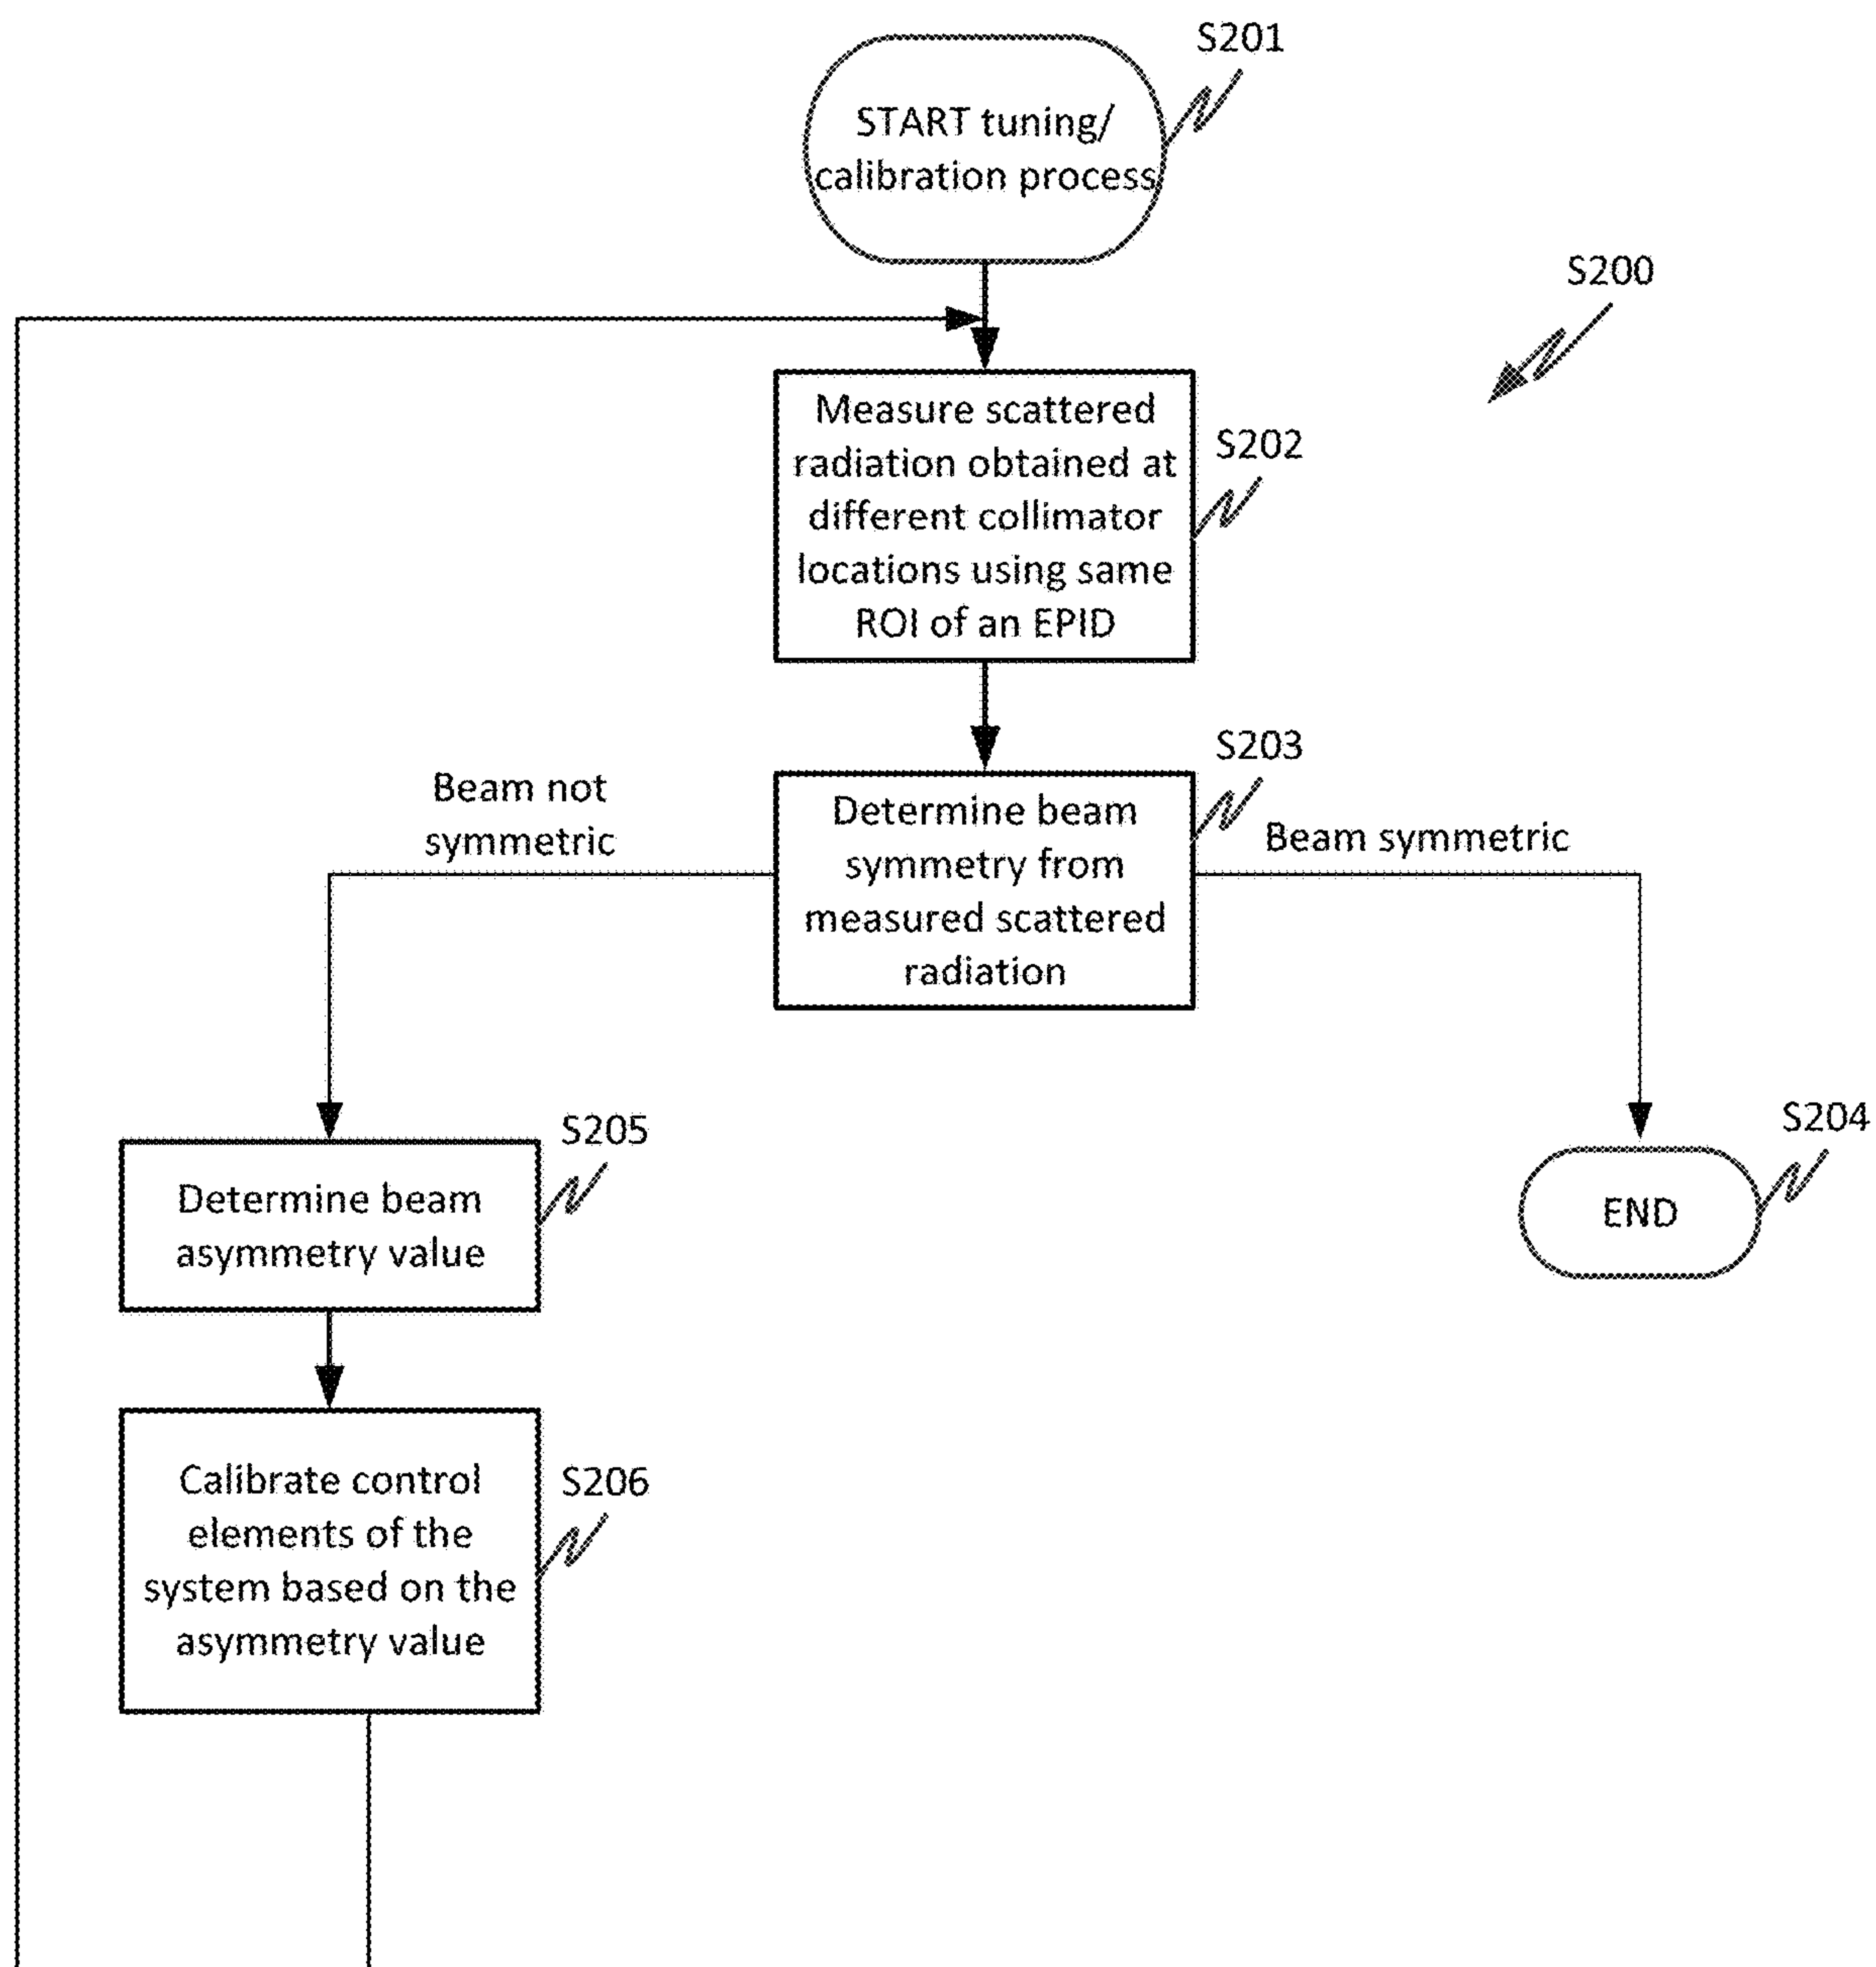 S201
START tuning/
calibration process
S200
Measure scattered
radiation obtained at
different collimator
locations using same
ROI of an EPID
S202
S203
Beam not
symmetric
Determine beam
symmetry from
measured scattered
radiation
Beam symmetric
S205
Determine beam
asymmetry value
S204
END
Calibrate control
elements of the
system based on the
asymmetry value
S206